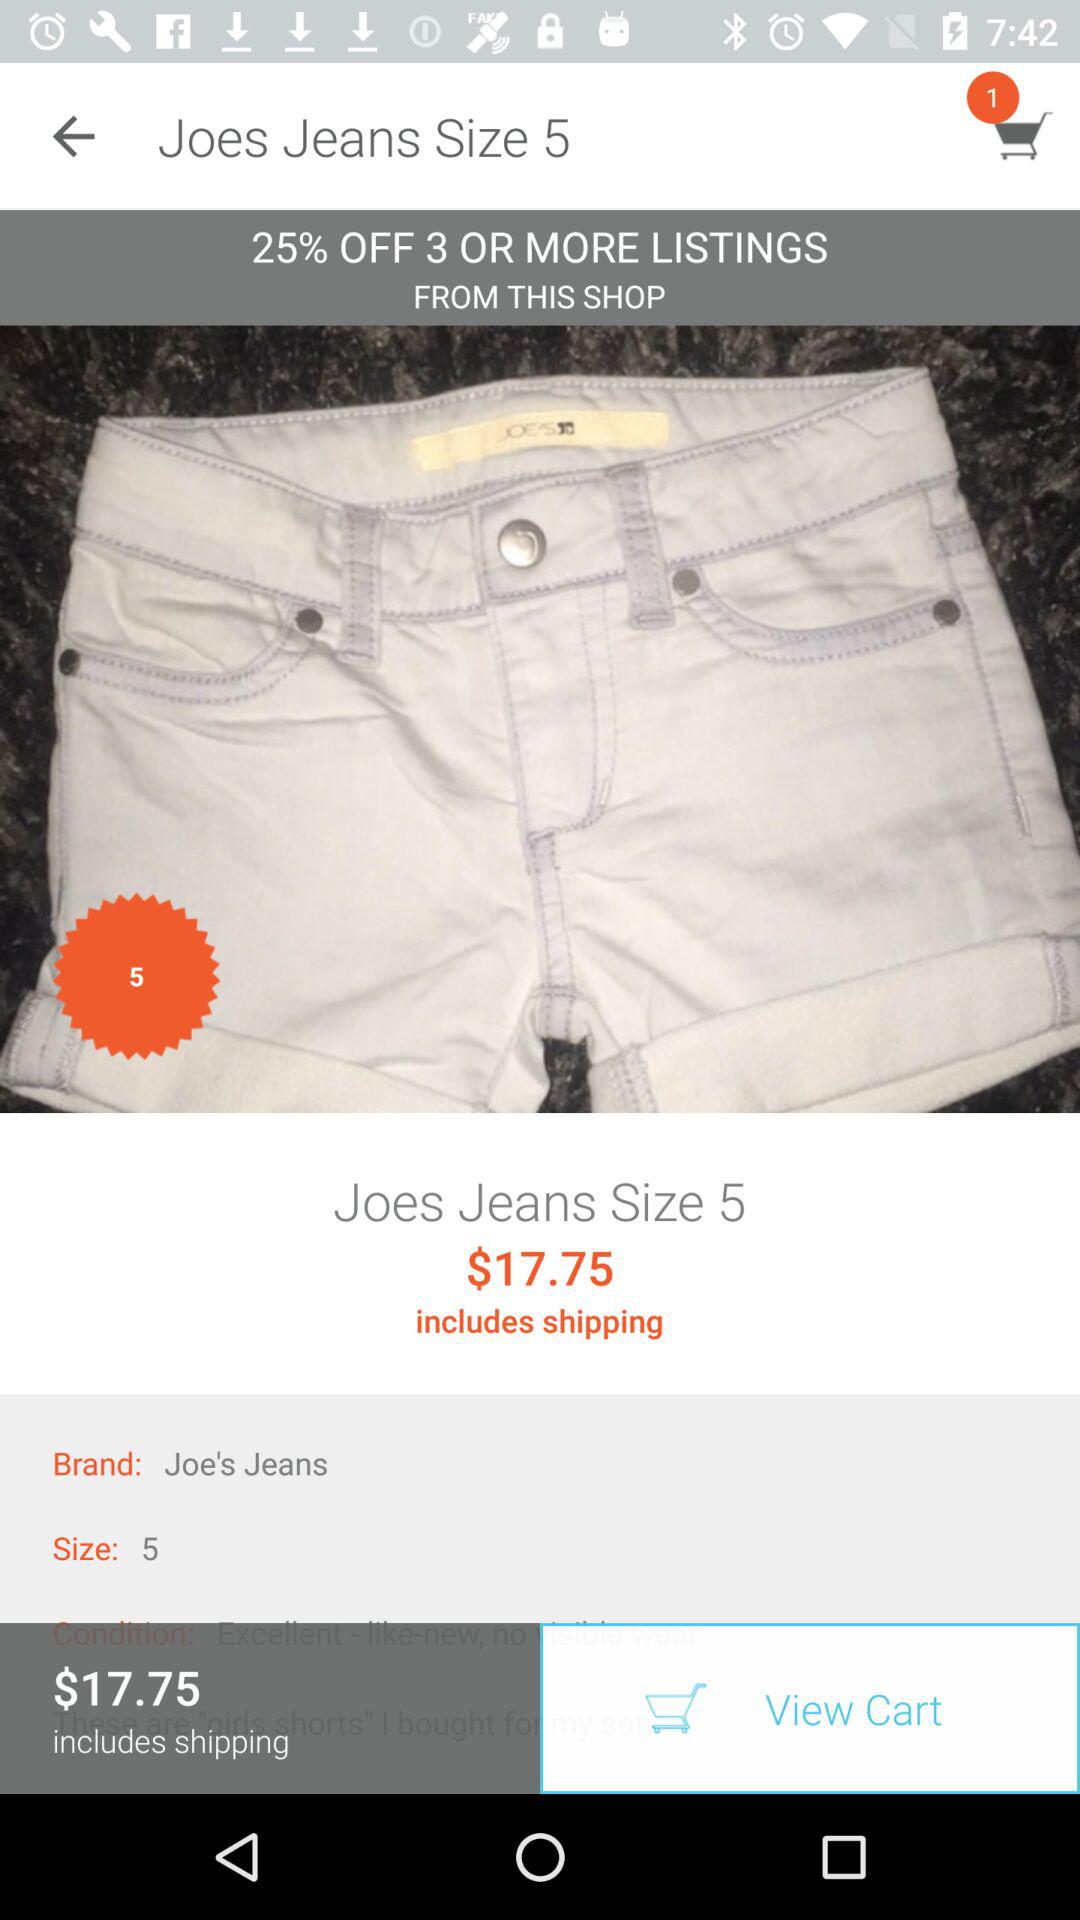 FAKE
7:42
1
Joes Jeans Size 5
25% OFF 3 OR MORE LISTINGS
FROM THIS SHOP
JOE'S
5
Joes Jeans Size 5
$17.75
includes shipping
Brand: Joe's Jeans
Size: 5
Condition: Excellent - like-new, no visible wear
$17.75
These are "girls shorts" I bought for my son
includes shipping
View Cart